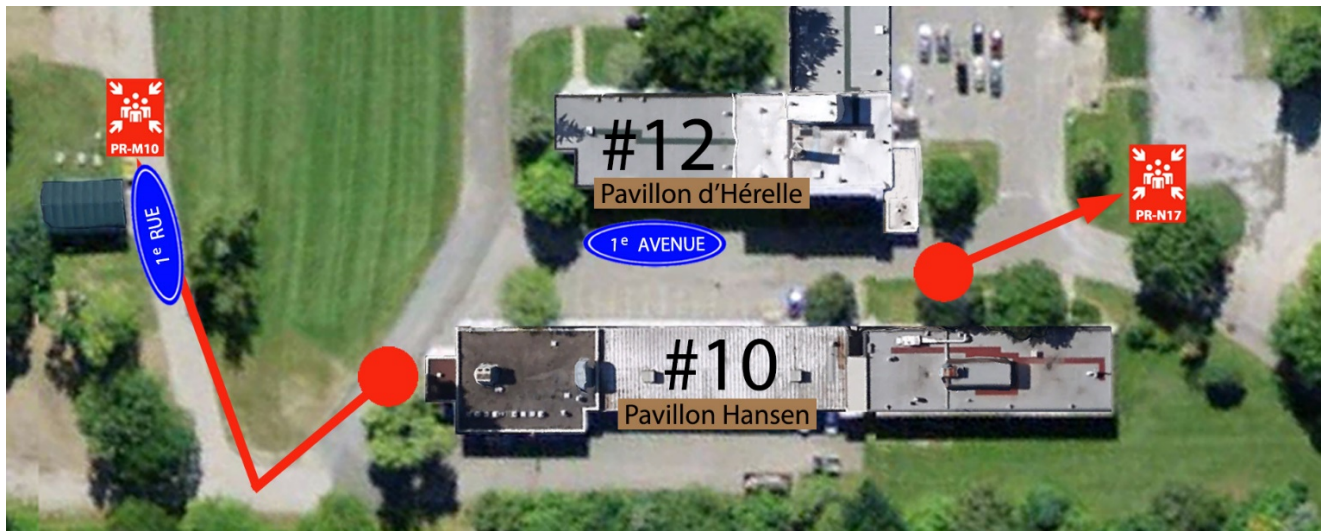 PR-M10
1e RUE
#12
Pavillon d'Hérelle
1e AVENUE
PR-N17
#10
Pavillon Hansen